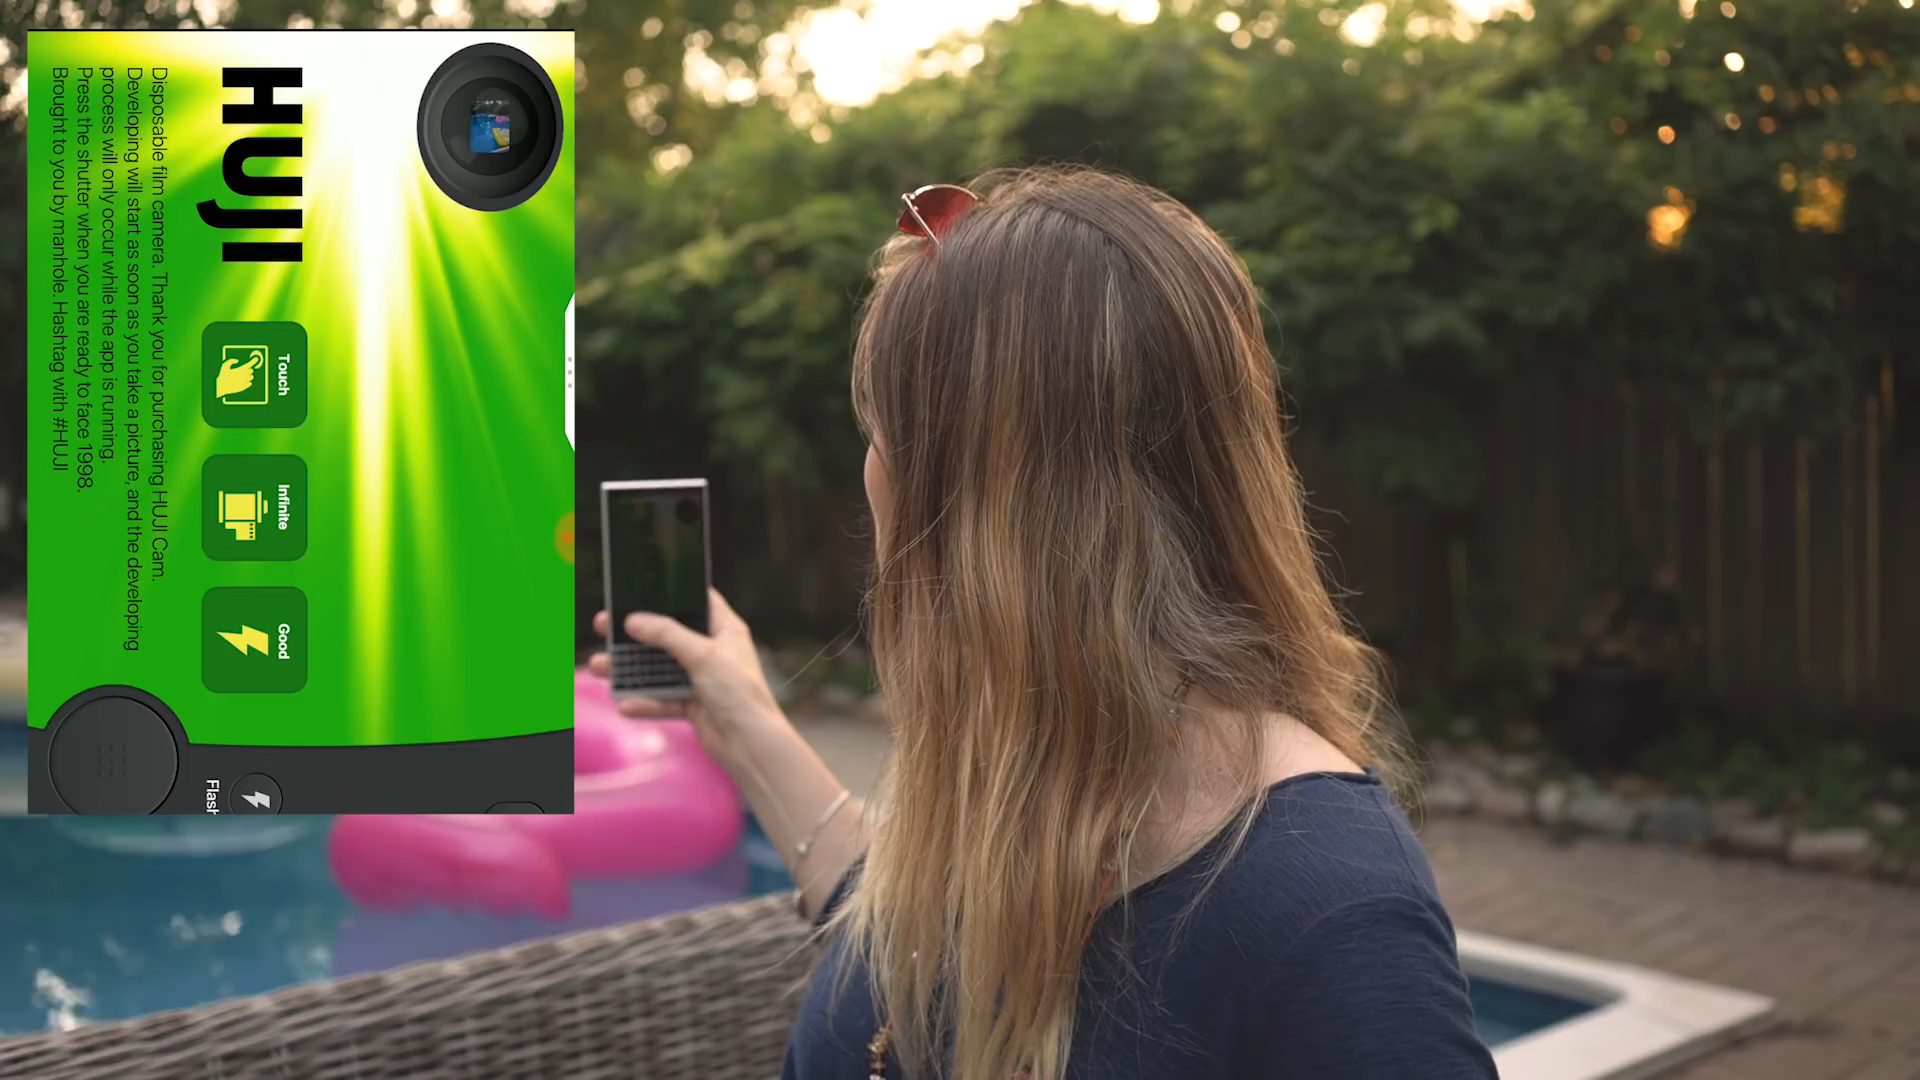 HUJI
Touch
Infinite
Good
Disposable film camera. Thank you for purchasing HUJI Cam.
Developing will start as soon as you take a picture, and the developing
process will only occur while the app is running.
Press the shutter when you are ready to face 1998.
Brought to you by manhole. Hashtag with #HUJI
Flash